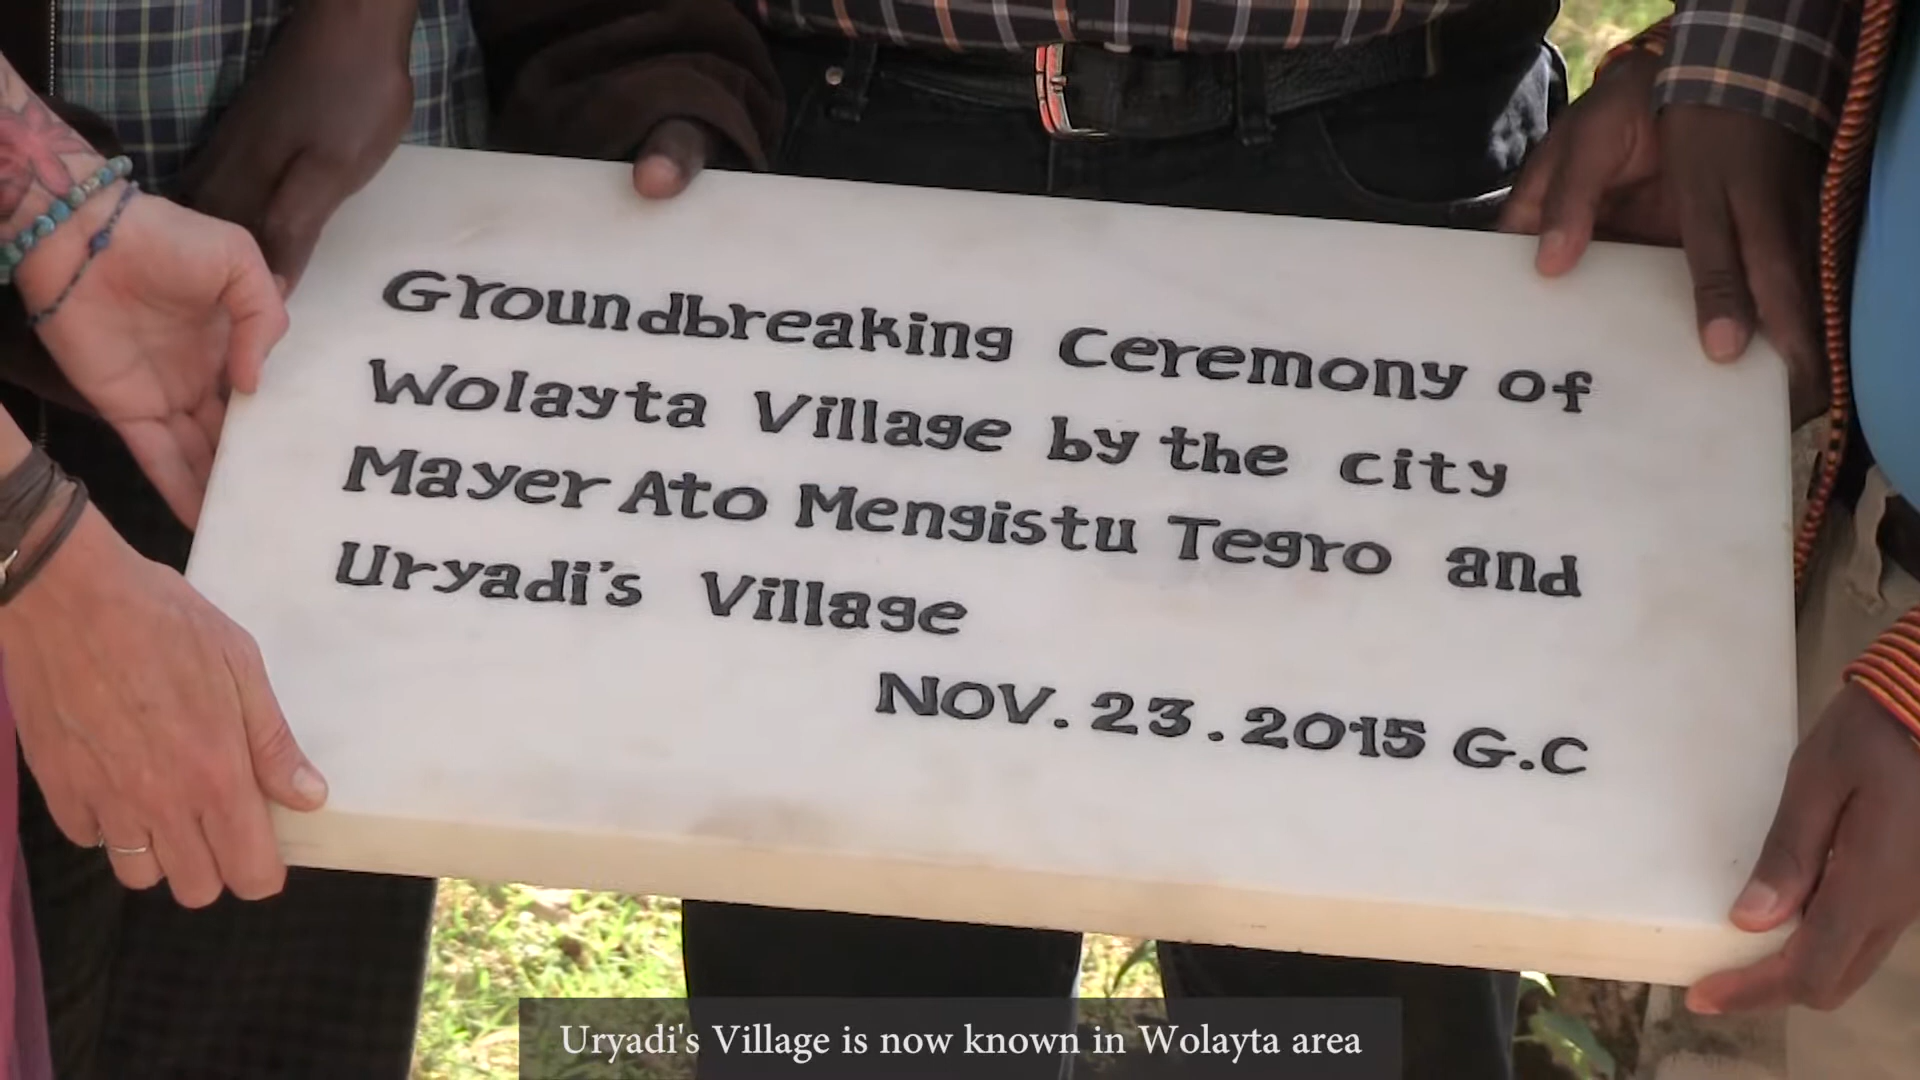 Groundbreaking Ceremony of
Wolayta Village by the city
Mayer Ato Mengistu Tegro and
Uryadi's Village
NOV. 23. 2015 G.C
Uryadi's Village is now known in Wolayta area